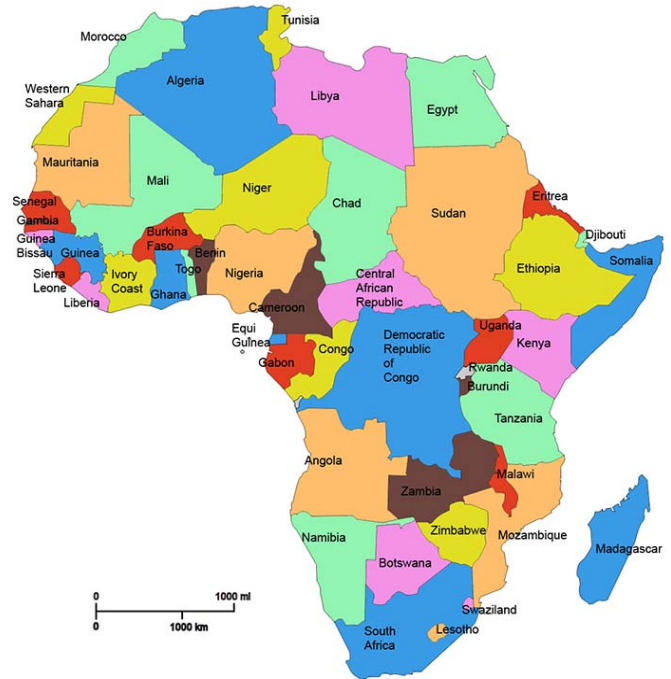 Tunisia
Morocco
Algeria
Western
Sahara
Libya
Egypt
Mauritania
Mali
Niger
Chad
Sudan
Eritrea
Senegal
Gambia
Guinea
Bissau
Guinea
Burkina
Faso
Benin
Djibouti
Sierra
Leone
Ivory
Coast
Togo
Nigeria
Ethiopia
Somalia
Liberia
Ghana
Central
African
Republic
Cameroon
Equi
Guinea
Gabon
Congo
Democratic
Republic
of
Congo
Uganda
Kenya
Rwanda
Burundi
Tanzania
Angola
Zambia
Malawi
Mozambique
Zimbabwe
Namibia
Botswana
Madagascar
Swaziland
Lesotho
South
Africa
0 1000 ml
0 1000 km